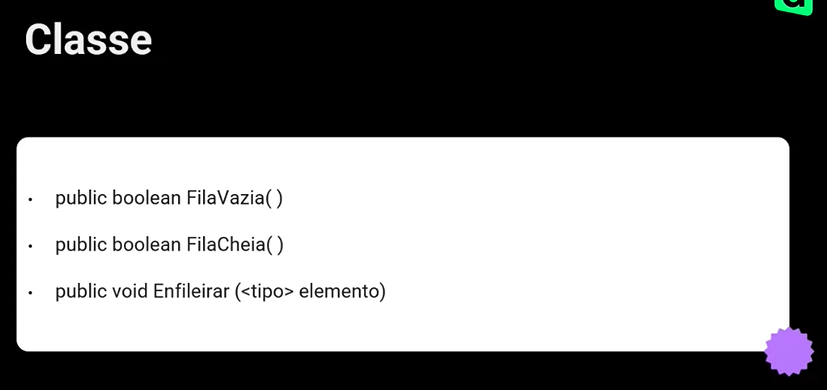 Classe
• public boolean FilaVazia( )
• public boolean FilaCheia( )
• public void Enfileirar (<tipo> elemento)